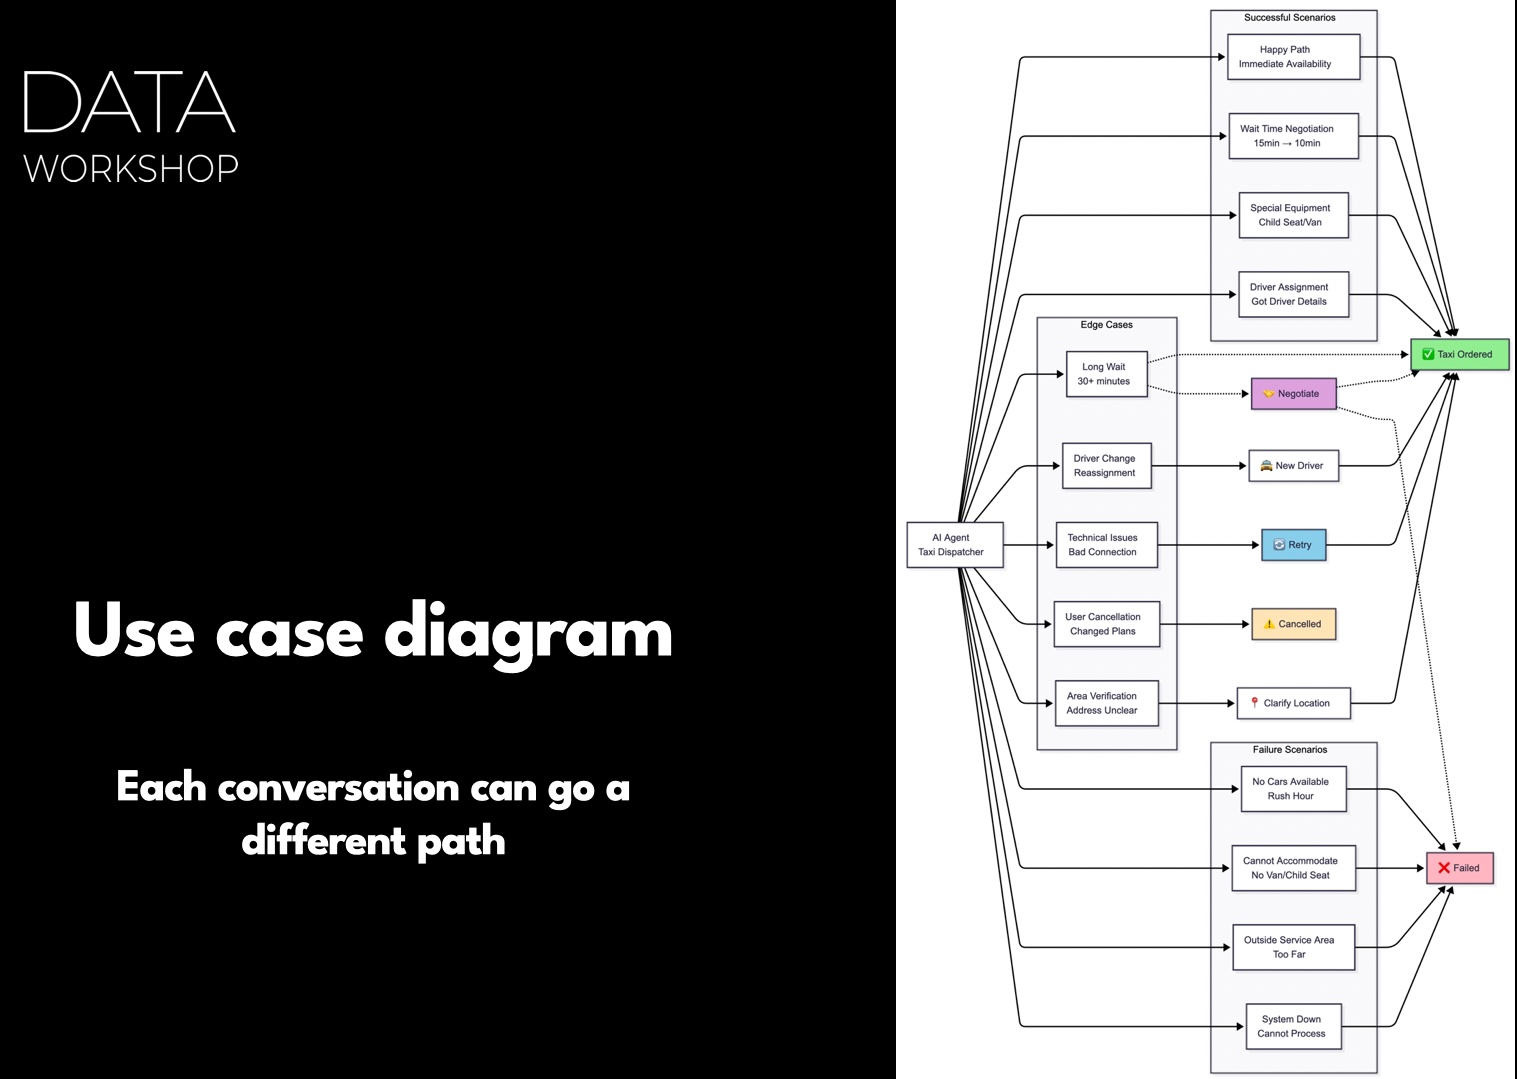 DATA
WORKSHOP
Use case diagram
Each conversation can go a
different path
Successful Scenarios
Happy Path
Immediate Availability
Wait Time Negotiation
15min → 10min
Special Equipment
Child Seat/Van
Driver Assignment
Got Driver Details
Edge Cases
Long Wait
30+ minutes
✅ Taxi Ordered
🤝 Negotiate
Driver Change
Reassignment
🚖 New Driver
AI Agent
Taxi Dispatcher
Technical Issues
Bad Connection
🔄 Retry
User Cancellation
Changed Plans
⚠️ Cancelled
Area Verification
Address Unclear
📍 Clarify Location
Failure Scenarios
No Cars Available
Rush Hour
Cannot Accommodate
No Van/Child Seat
❌ Failed
Outside Service Area
Too Far
System Down
Cannot Process